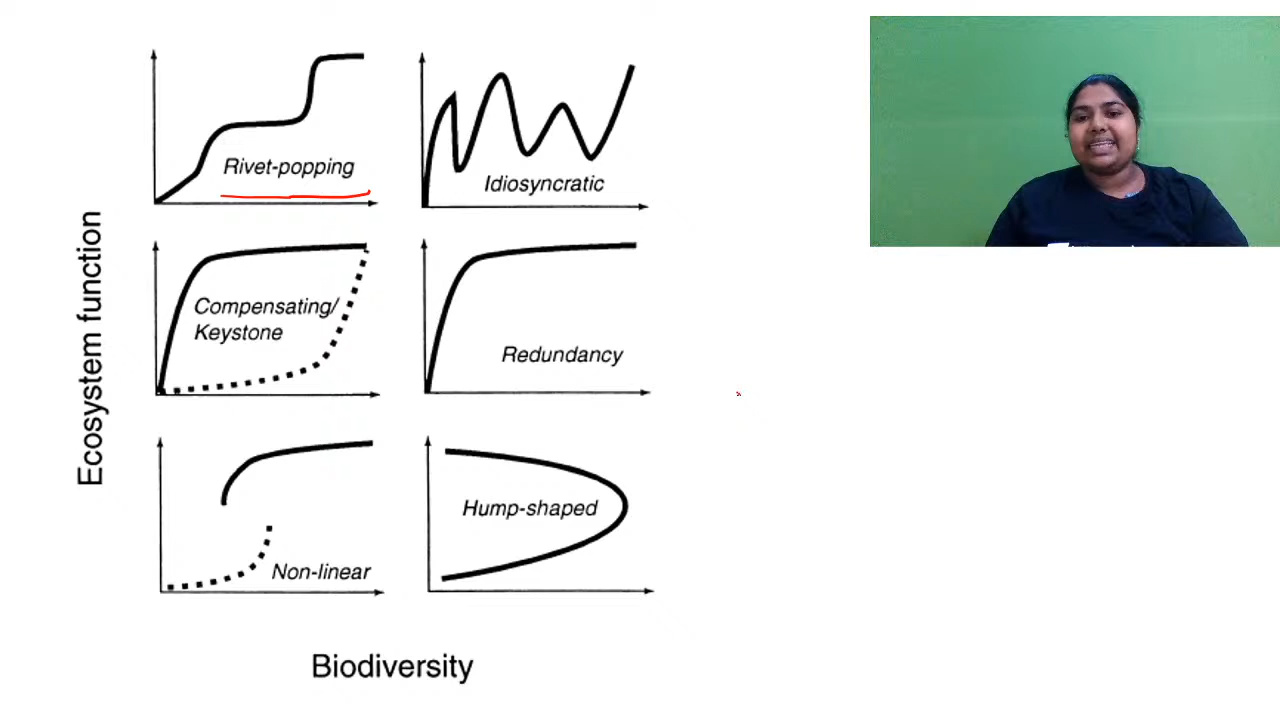 Rivet-popping
Idiosyncratic
Compensating/
Keystone
Redundancy
Non-linear
Hump-shaped
Ecosystem function
Biodiversity